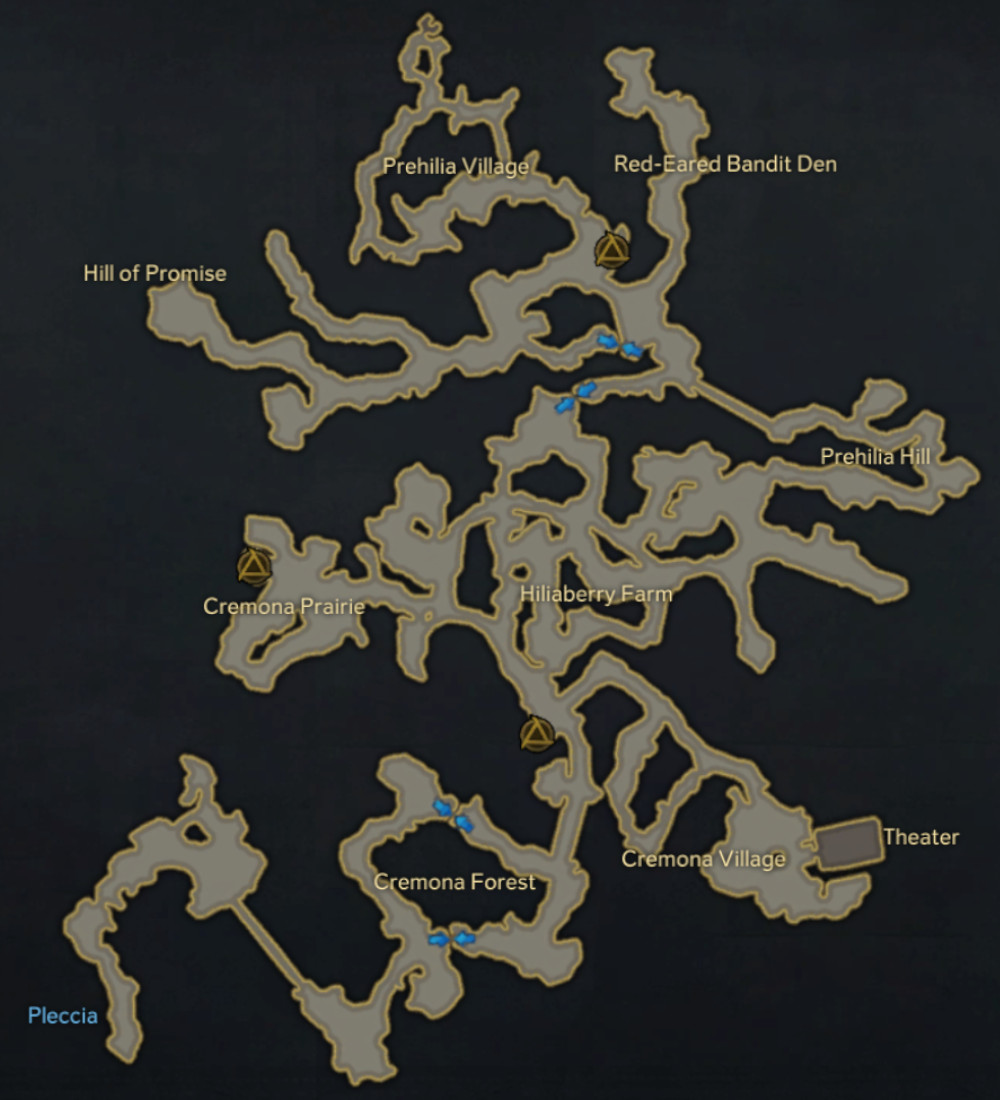 Prehilia Village
Red-Eared Bandit Den
Hill of Promise
Prehilia Hill
Hiliaberry Farm
Cremona Prairie
Theater
Cremona Village
Cremona Forest
Pleccia